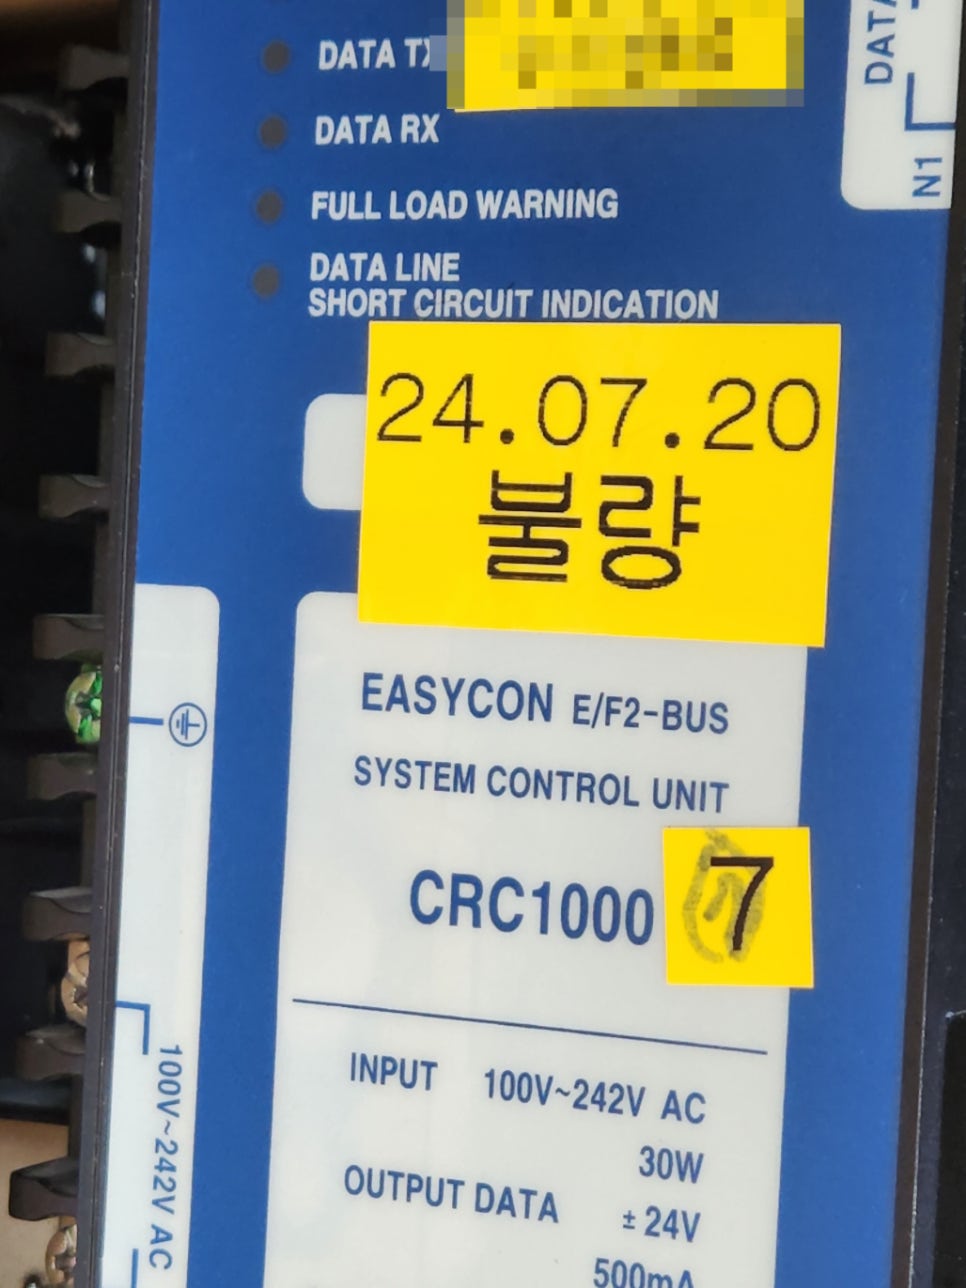 DATA TX
DATA RX
FULL LOAD WARNING
DATA LINE
SHORT CIRCUIT INDICATION
DATA
N1
24.07.20
불량
EASYCON E/F2-BUS
SYSTEM CONTROL UNIT
CRC1000
7
INPUT 100V~242V AC
30W
OUTPUT DATA ±24V
500mA
100V~242V AC